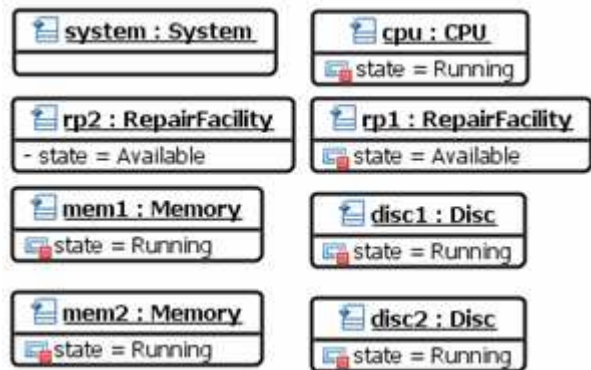 system : System
cpu : CPU
state = Running
rp2 : RepairFacility
- state = Available
rp1 : RepairFacility
state = Available
mem1 : Memory
state = Running
disc1 : Disc
state = Running
mem2 : Memory
state = Running
disc2 : Disc
state = Running